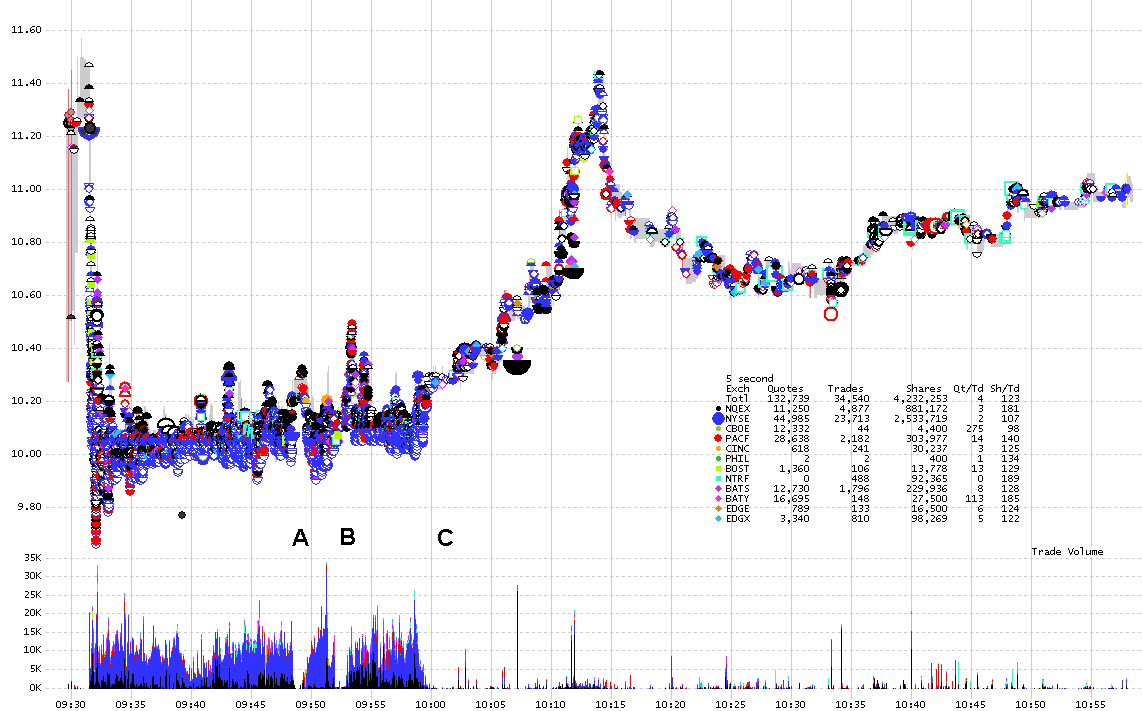 11.60
11.40
11.20
11.00
10.80
10.60
10.40
10.20
10.00
9.80
5 second
Exch Quotes Trades Shares Qt/Td Sh/Td
Totl 132,739 34,540 4,232,253 4 123
NQEX 11,250 4,877 881,172 3 181
NYSE 44,985 23,713 2,533,719 2 107
CBOE 12,332 44 4,400 275 98
PACF 28,638 2,182 303,977 14 140
CINC 618 241 30,237 3 125
PHIL 2 2 400 1 134
BOST 1,360 106 13,778 13 129
NTRF 0 488 92,365 0 189
BATS 12,730 1,796 229,936 8 128
BATY 16,695 148 27,500 113 185
EDGE 789 133 16,500 6 124
EDGX 3,340 810 98,269 5 122
A B C
Trade Volume
35K
30K
25K
20K
15K
10K
5K
0K
09:30 09:35 09:40 09:45 09:50 09:55 10:00 10:05 10:10 10:15 10:20 10:25 10:30 10:35 10:40 10:45 10:50 10:55